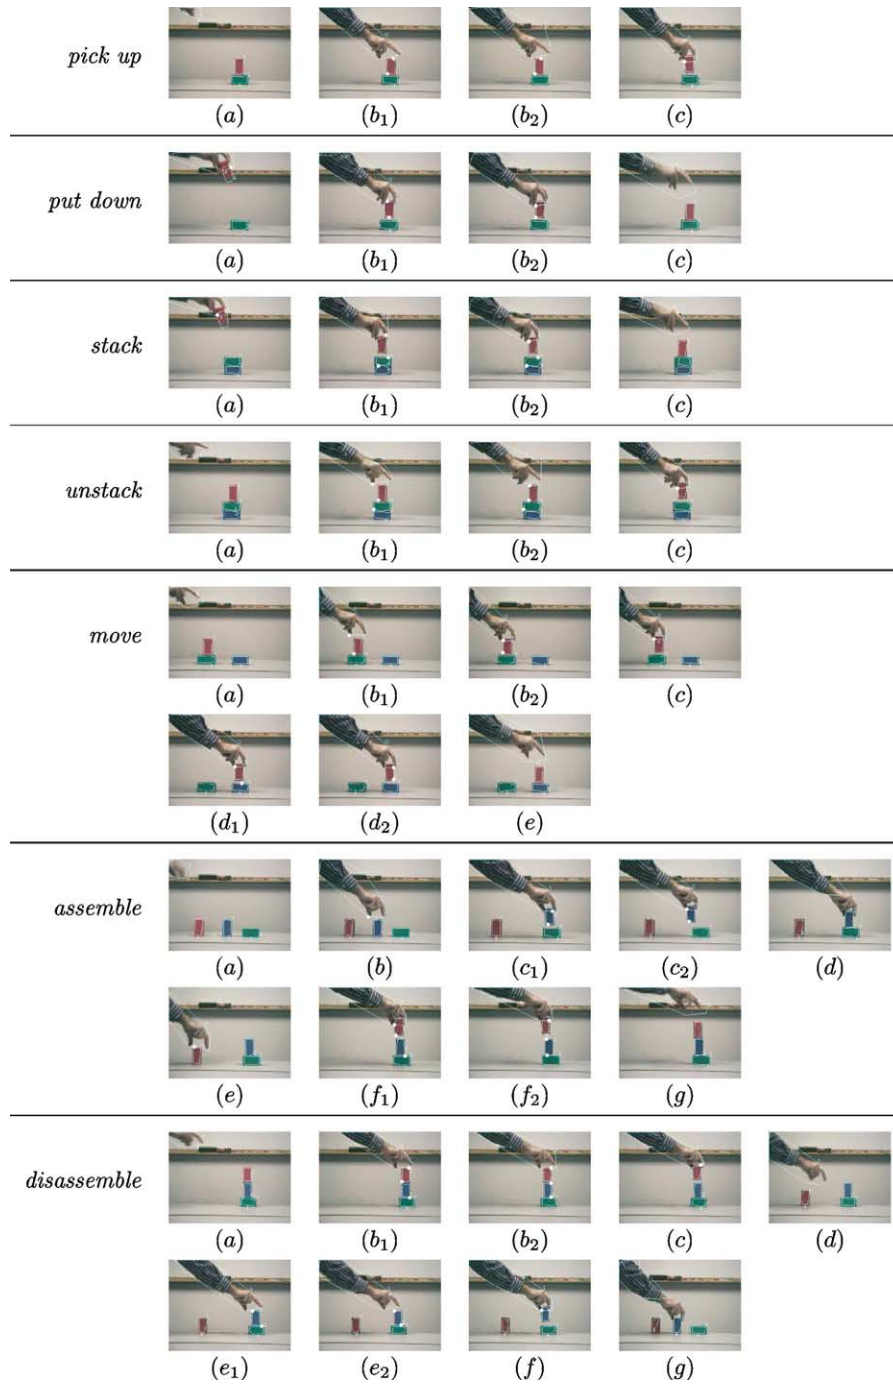 pick up
(a) (b₁) (b₂) (c)
put down
(a) (b₁) (b₂) (c)
stack
(a) (b₁) (b₂) (c)
unstack
(a) (b₁) (b₂) (c)
move
(a) (b₁) (b₂) (c)
(d₁) (d₂) (e)
assemble
(a) (b) (c₁) (c₂) (d)
(e) (f₁) (f₂) (g)
disassemble
(a) (b₁) (b₂) (c) (d)
(e₁) (e₂) (f) (g)